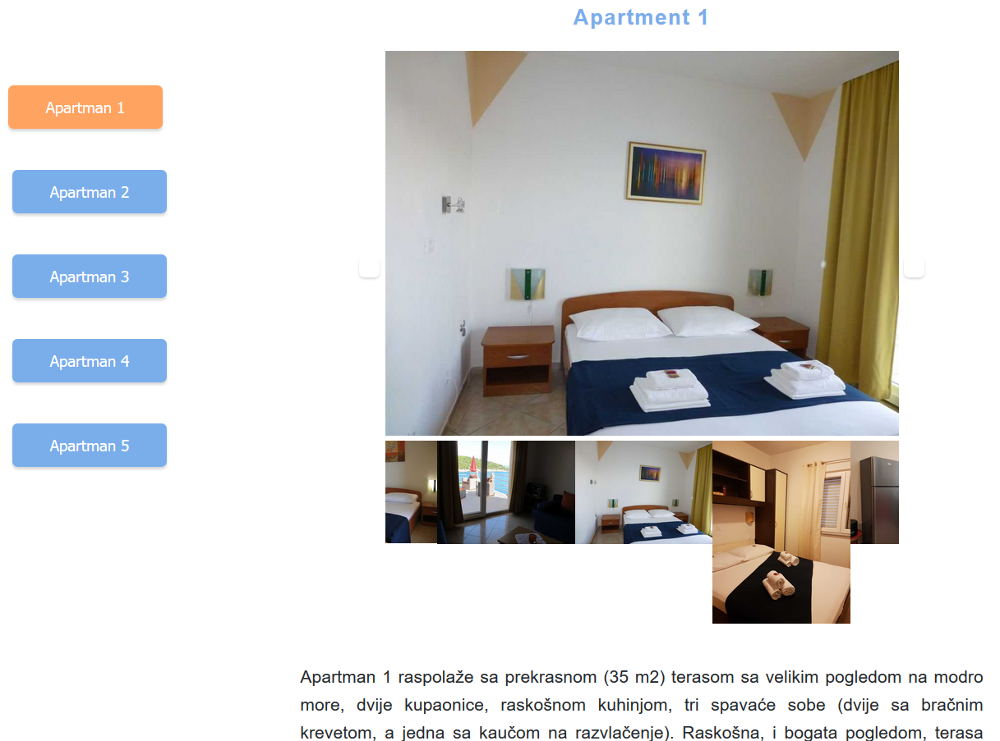 Apartment 1
Apartman 1
Apartman 2
Apartman 3
Apartman 4
Apartman 5
Apartman 1 raspolaže sa prekrasnom (35 m2) terasom sa velikim pogledom na modro
more, dvije kupaonice, raskošnom kuhinjom, tri spavaće sobe (dvije sa bračnim
krevetom, a jedna sa kaučom na razvlačenje). Raskošna, i bogata pogledom, terasa